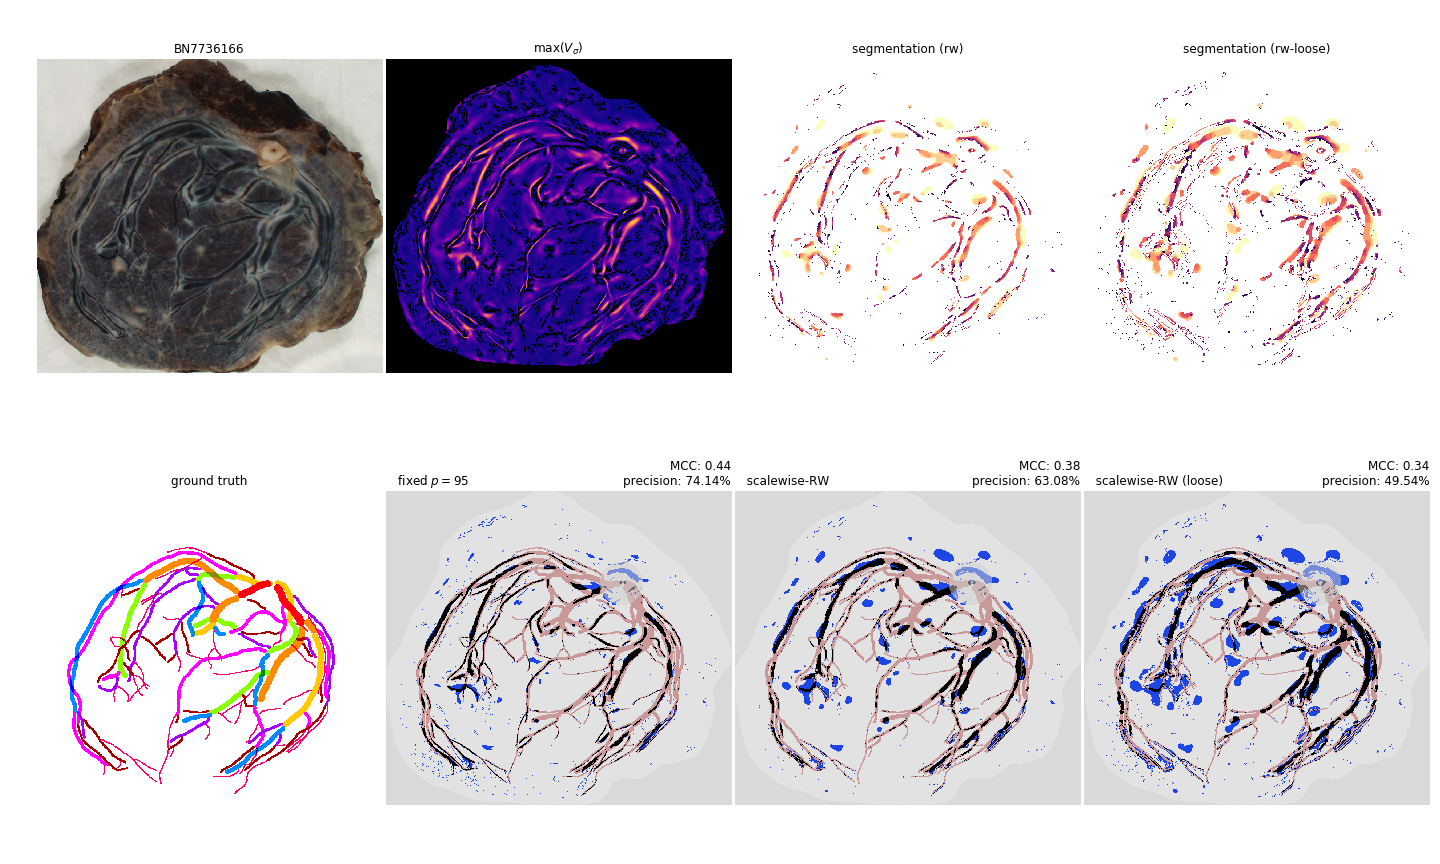 BN7736166
max(Vσ)
segmentation (rw)
segmentation (rw-loose)
ground truth
fixed p = 95
MCC: 0.44
precision: 74.14%
scalewise-RW
MCC: 0.38
precision: 63.08%
scalewise-RW (loose)
MCC: 0.34
precision: 49.54%